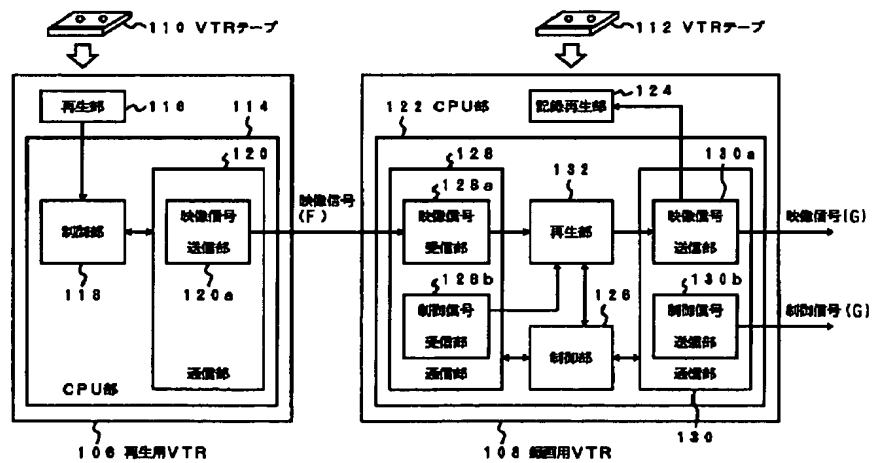 110 VTRテープ
112 VTRテープ
再生部
116
114
120
映像信号
送信部
120a
制御部
118
通信部
CPU部
106 再生用VTR
映像信号
(F)
122 CPU部
記録再生部
124
128
128a
映像信号
受信部
128b
制御信号
受信部
通信部
132
再生部
126
制御部
130a
映像信号
送信部
130b
制御信号
送信部
通信部
130
映像信号(G)
制御信号(G)
108 録画用VTR